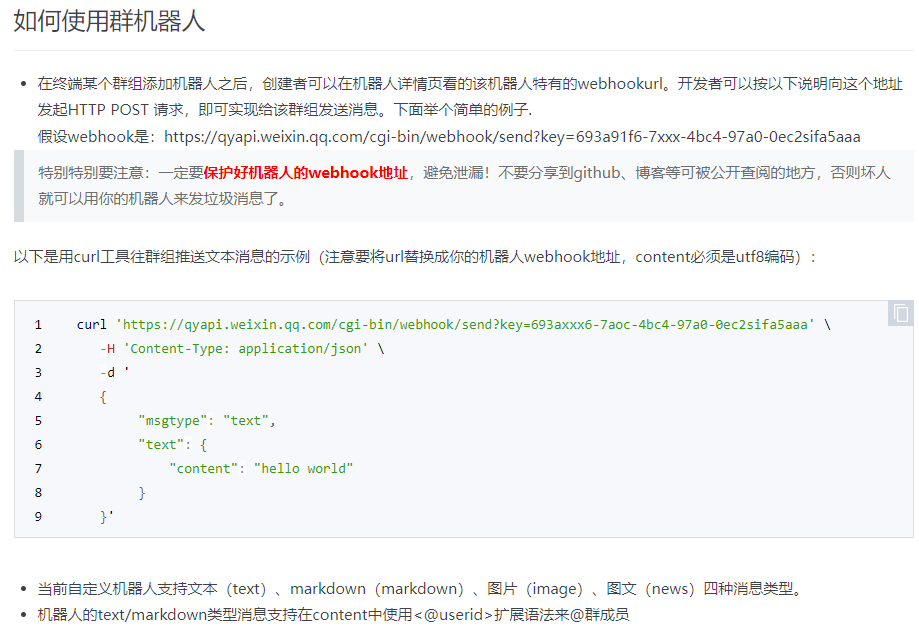 如何使用群机器人
在终端某个群组添加机器人之后，创建者可以在机器人详情页看的该机器人特有的webhookurl。开发者可以按以下说明向这个地址
发起HTTP POST 请求，即可实现给该群组发送消息。下面举个简单的例子.
假设webhook是：https://qyapi.weixin.qq.com/cgi-bin/webhook/send?key=693a91f6-7xxx-4bc4-97a0-0ec2sifa5aaa
特别特别要注意：一定要保护好机器人的webhook地址，避免泄漏！不要分享到github、博客等可被公开查阅的地方，否则坏人
就可以用你的机器人来发垃圾消息了。
以下是用curl工具往群组推送文本消息的示例（注意要将url替换成你的机器人webhook地址，content必须是utf8编码）：
1 curl 'https://qyapi.weixin.qq.com/cgi-bin/webhook/send?key=693axxx6-7aoc-4bc4-97a0-0ec2sifa5aaa' \
2 -H 'Content-Type: application/json' \
3 -d '
4 {
5 "msgtype": "text",
6 "text": {
7 "content": "hello world"
8 }
9 }'
当前自定义机器人支持文本（text）、markdown（markdown）、图片（image）、图文（news）四种消息类型。
机器人的text/markdown类型消息支持在content中使用<@userid>扩展语法来@群成员